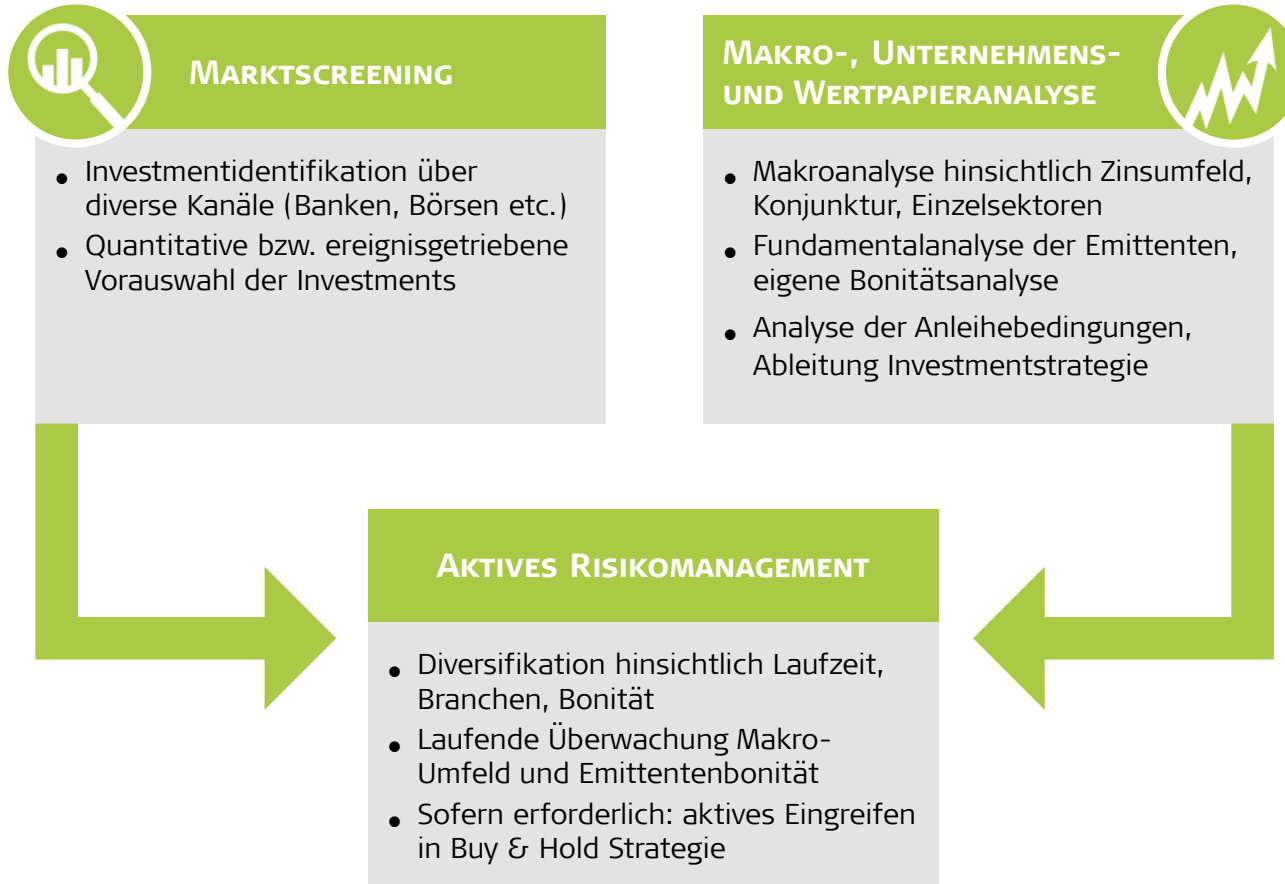 Marktscreening
• Investmentidentifikation über
diverse Kanäle (Banken, Börsen etc.)
• Quantitative bzw. ereignisgetriebene
Vorauswahl der Investments
Makro-, Unternehmens-
und Wertpapieranalyse
• Makroanalyse hinsichtlich Zinsumfeld,
Konjunktur, Einzelsektoren
• Fundamentalanalyse der Emittenten,
eigene Bonitätsanalyse
• Analyse der Anleihebedingungen,
Ableitung Investmentstrategie
Aktives Risikomanagement
• Diversifikation hinsichtlich Laufzeit,
Branchen, Bonität
• Laufende Überwachung Makro-
Umfeld und Emittentenbonität
• Sofern erforderlich: aktives Eingreifen
in Buy & Hold Strategie